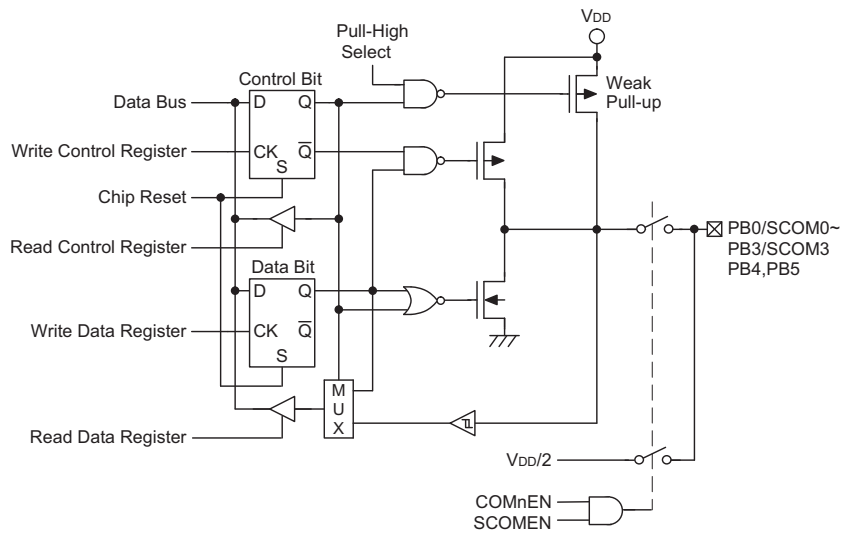 VDD
Pull-High
Select
Control Bit
Weak
Pull-up
Data Bus
D
Q
Write Control Register
CK
Q
S
Chip Reset
PB0/SCOM0~
PB3/SCOM3
PB4,PB5
Read Control Register
Data Bit
D
Q
Write Data Register
CK
Q
S
M
U
X
Read Data Register
VDD/2
COMnEN
SCOMEN